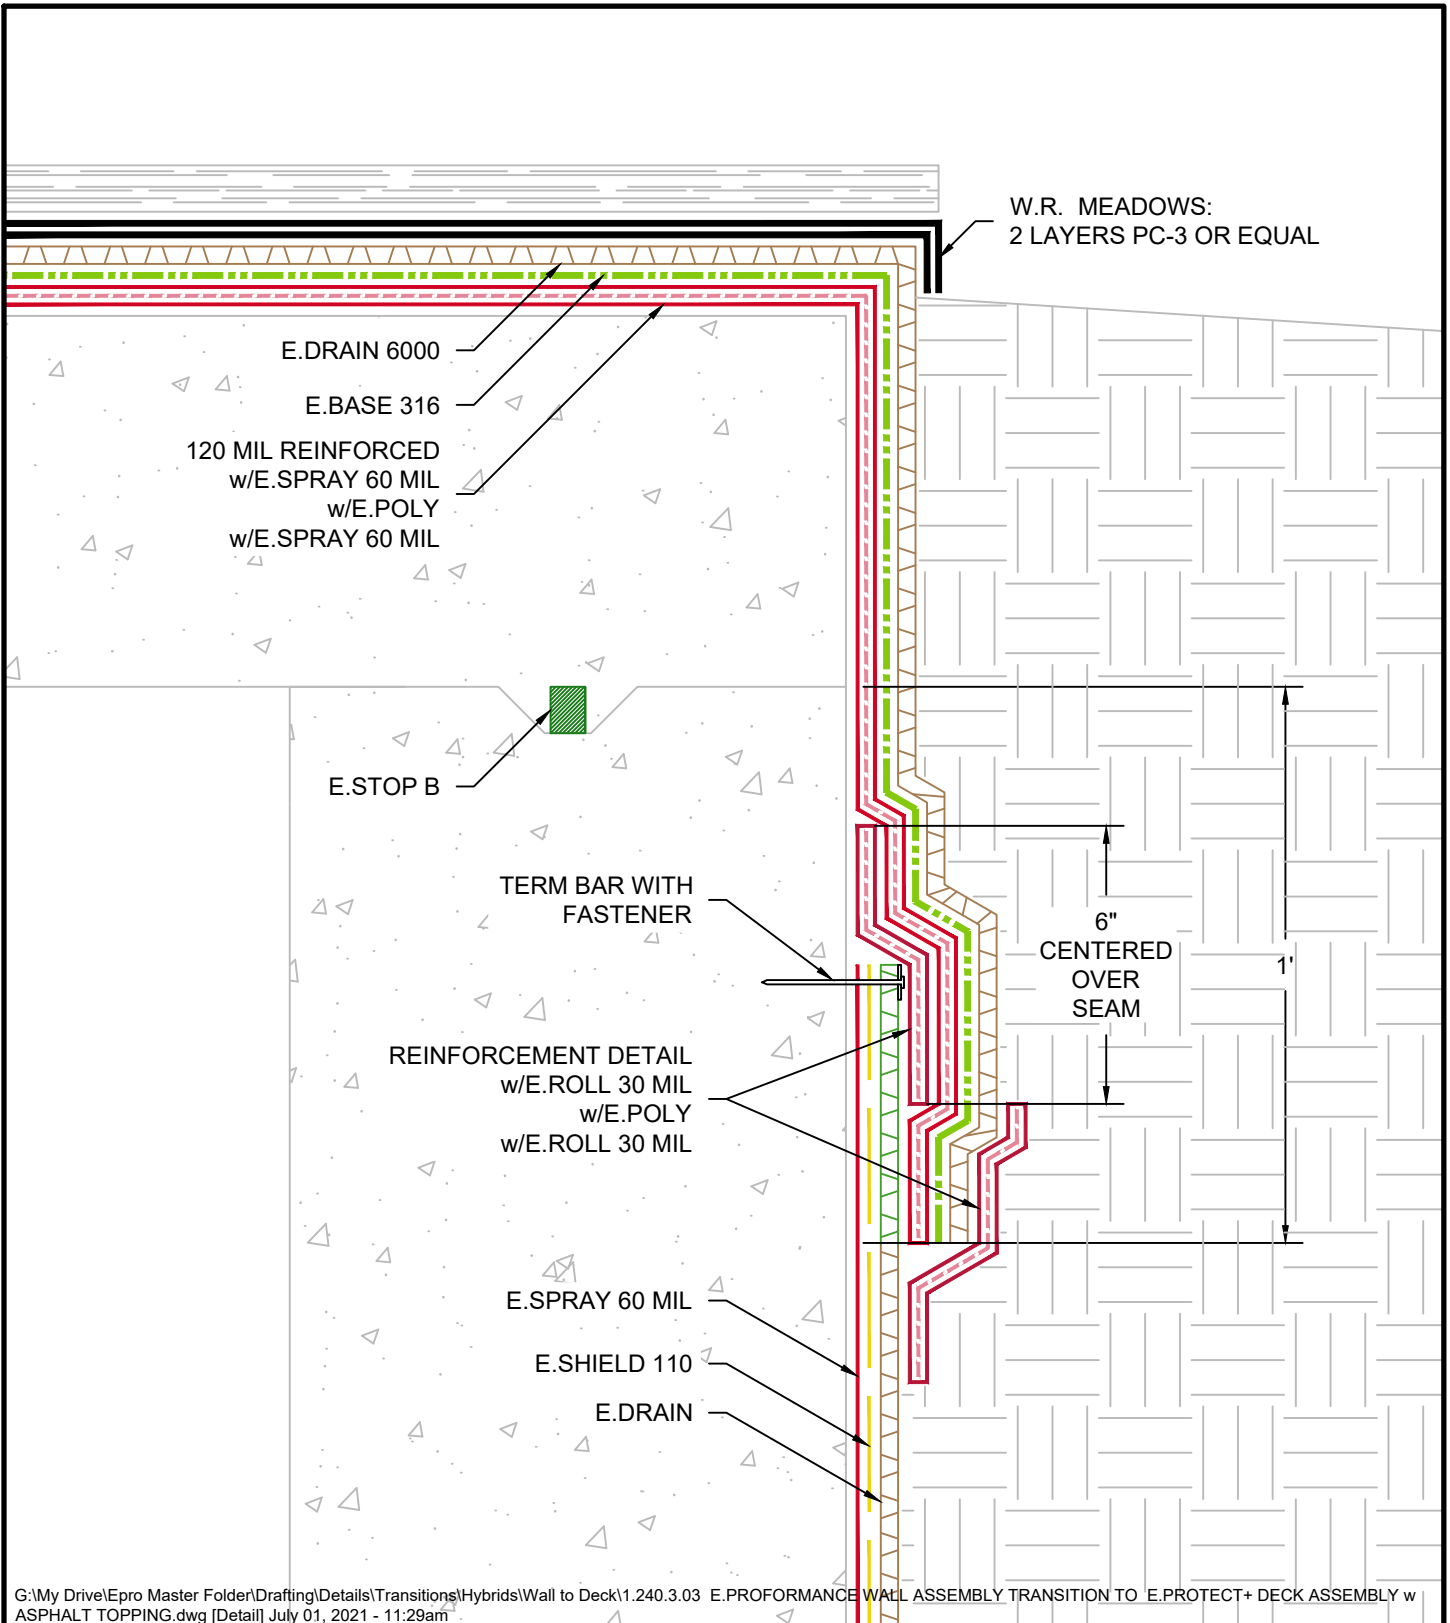 W.R. MEADOWS:
2 LAYERS PC-3 OR EQUAL
E.DRAIN 6000
E.BASE 316
120 MIL REINFORCED
w/E.SPRAY 60 MIL
w/E.POLY
w/E.SPRAY 60 MIL
E.STOP B
TERM BAR WITH
FASTENER
6"
CENTERED
OVER
SEAM
1'
REINFORCEMENT DETAIL
w/E.ROLL 30 MIL
w/E.POLY
w/E.ROLL 30 MIL
E.SPRAY 60 MIL
E.SHIELD 110
E.DRAIN
G:\My Drive\Epro Master Folder\Drafting\Details\Transitions\Hybrids\Wall to Deck\1.240.3.03 E.PROFORMANCE WALL ASSEMBLY TRANSITION TO E.PROTECT+ DECK ASSEMBLY w
ASPHALT TOPPING.dwg [Detail] July 01, 2021 - 11:29am